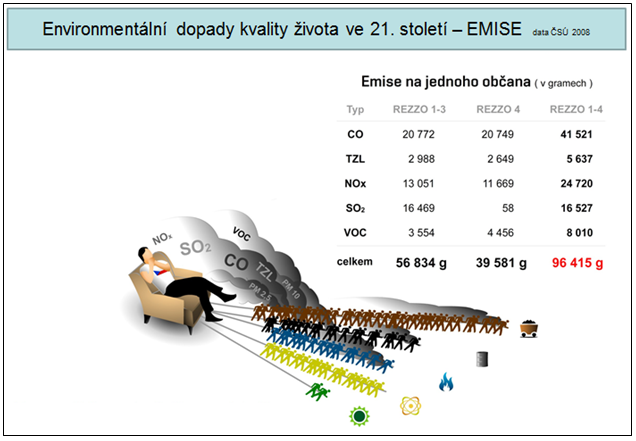 Environmentální dopady kvality života ve 21. století – EMISE data ČSÚ 2008
Emise na jednoho občana ( v gramech )
Typ REZZO 1-3 REZZO 4 REZZO 1-4
CO 20 772 20 749 41 521
TZL 2 988 2 649 5 637
NOx 13 051 11 669 24 720
SO₂ 16 469 58 16 527
VOC 3 554 4 456 8 010
celkem 56 834 g 39 581 g 96 415 g
NOx
SO₂
VOC
CO
TZL
PM 10
PM 2.5